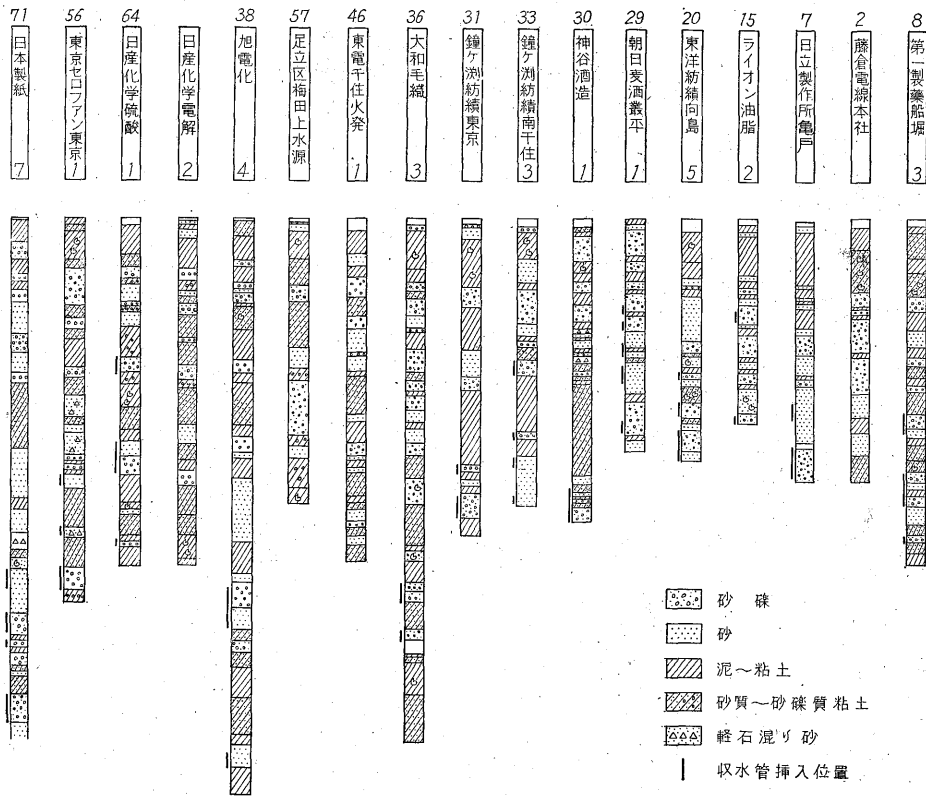 71
日本製紙
7
56
東京セロファン東京
1
64
日産化学硫酸
1
日産化学電解
2
38
旭電化
4
57
足立区梅田上水源
46
東電千住火発
1
36
大和毛織
3
31
鐘ケ渕紡績東京
33
鐘ケ渕紡績南千住
3
30
神谷酒造
1
29
朝日麦酒叢平
1
20
東洋紡績向島
5
15
ライオン油脂
2
7
日立製作所亀戸
2
藤倉電線本社
8
第一製薬船堀
3
砂 礫
砂
泥～粘土
砂質～砂礫質粘土
軽石混り砂
収水管挿入位置